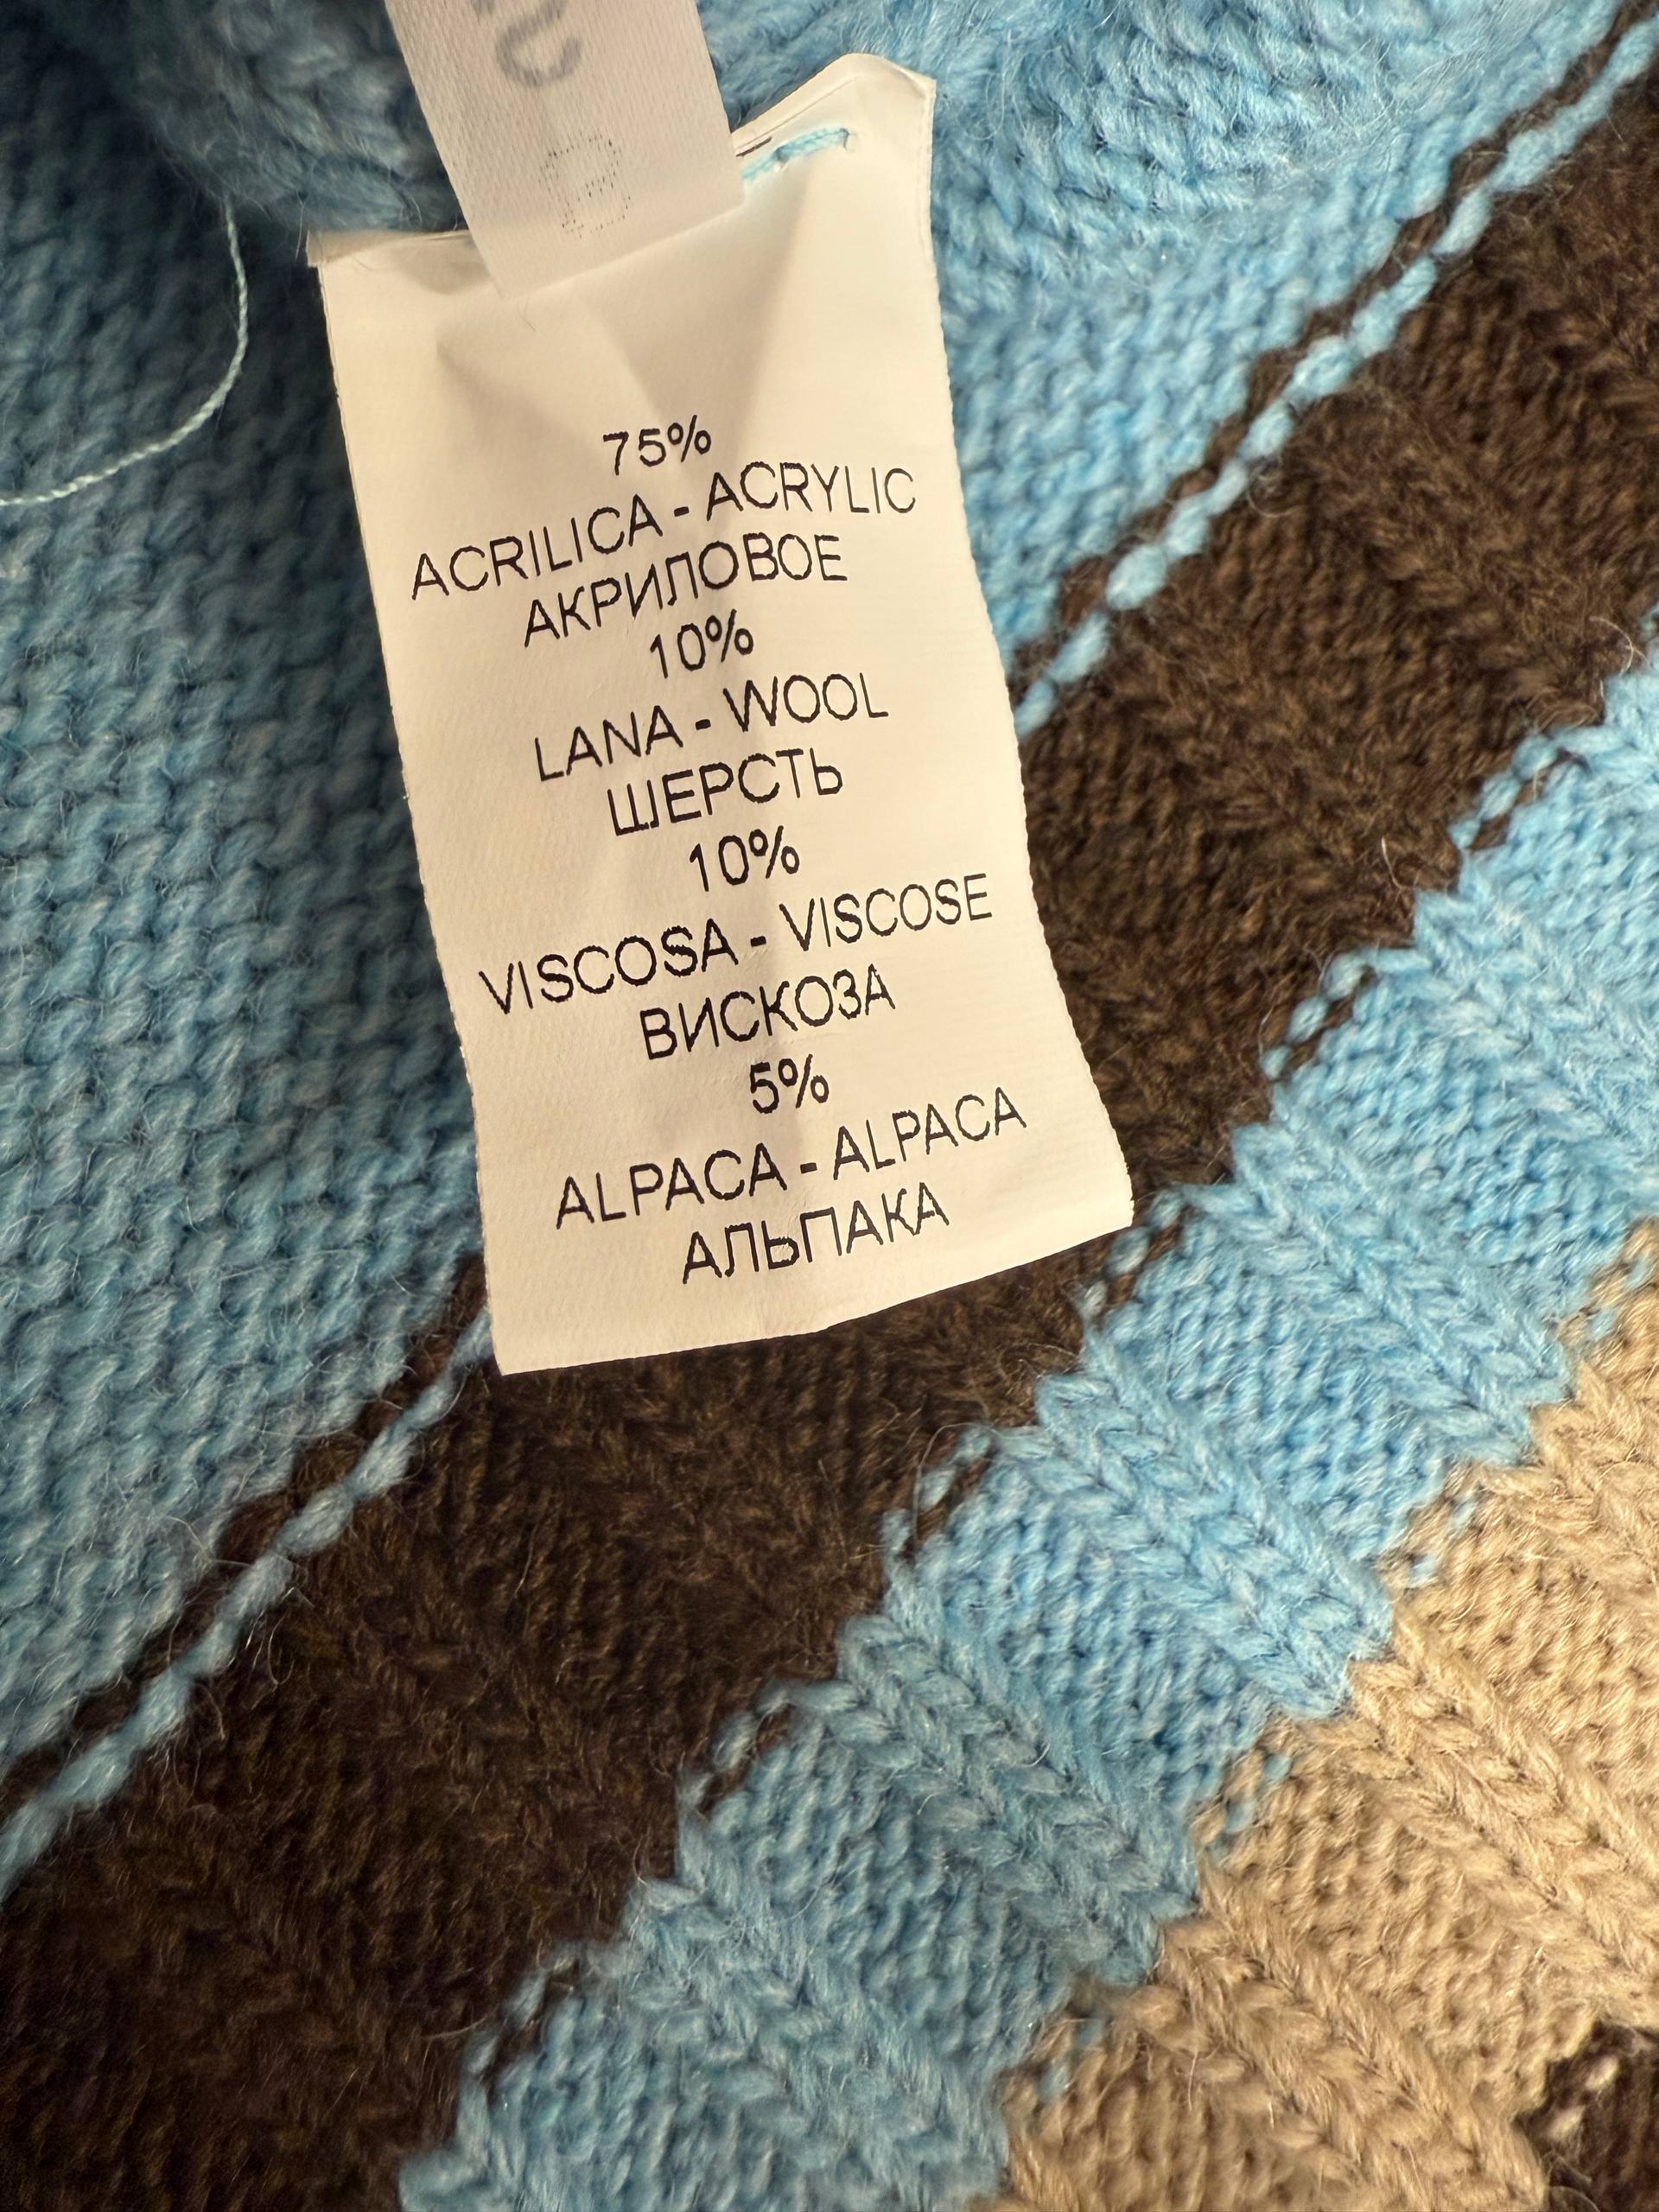 75%
ACRILICA - ACRYLIC
АКРИЛОВОЕ
10%
LANA - WOOL
ШЕРСТЬ
10%
VISCOSA - VISCOSE
ВИСКОЗА
5%
ALPACA - ALPACA
АЛЬПАКА